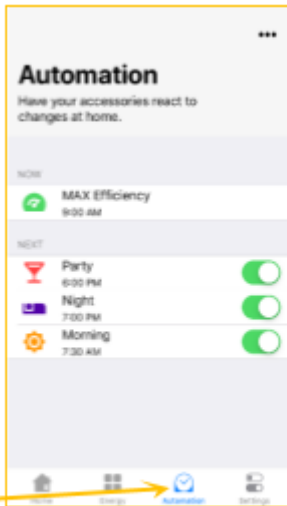 •••
Automation
Have your accessories react to
changes at home.
NOW
MAX Efficiency
9:00 AM
NEXT
Party
6:00 PM
Night
7:00 PM
Morning
7:30 AM
Home Energy Automation Settings